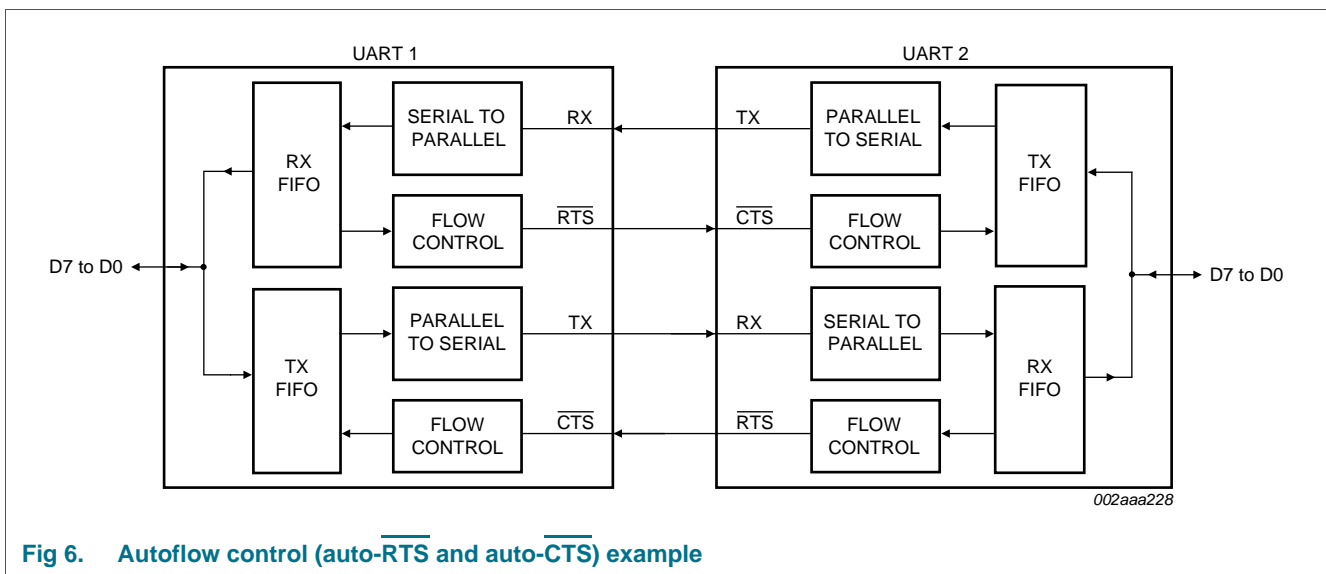 UART 1
UART 2
RX
FIFO
SERIAL TO
PARALLEL
RX
TX
PARALLEL
TO SERIAL
TX
FIFO
FLOW
CONTROL
RTS
CTS
FLOW
CONTROL
D7 to D0
D7 to D0
TX
FIFO
PARALLEL
TO SERIAL
TX
RX
SERIAL TO
PARALLEL
RX
FIFO
FLOW
CONTROL
CTS
RTS
FLOW
CONTROL
002aaa228
Fig 6. Autoflow control (auto-RTS and auto-CTS) example